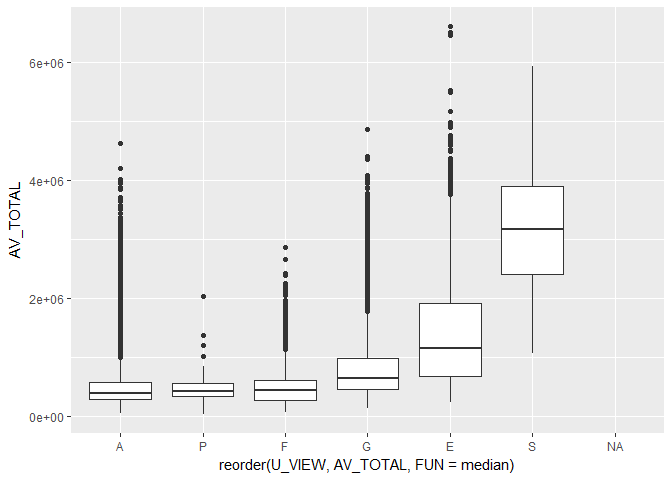 6e+06
4e+06
2e+06
0e+00
AV_TOTAL
A P F G E S NA
reorder(U_VIEW, AV_TOTAL, FUN = median)